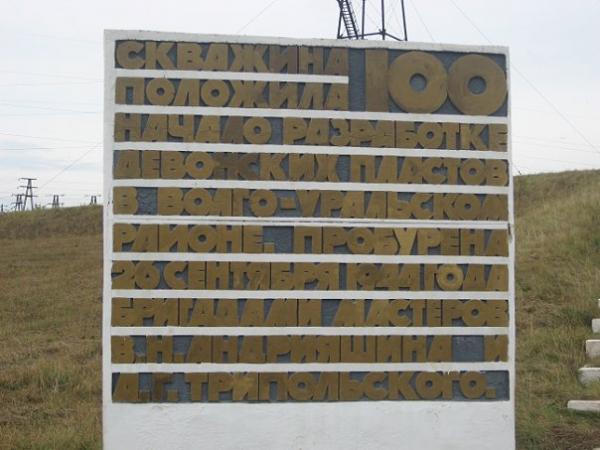 СКВАЖИНА 100
ПОЛОЖИЛА
НАЧАЛО РАЗРАБОТКЕ
ДЕВОНСКИХ ПЛАСТОВ
В ВОЛГО-УРАЛЬСКОМ
РАЙОНЕ. ПРОБУРЕНА
26 СЕНТЯБРЯ 1944 ГОДА
БРИГАДАМИ МАСТЕРОВ
В.Н. АНДРИЯШИНА И
А.Г. ТРИПОЛЬСКОГО.